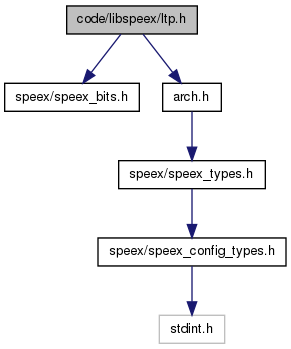 code/libspeex/ltp.h
speex/speex_bits.h
arch.h
speex/speex_types.h
speex/speex_config_types.h
stdint.h